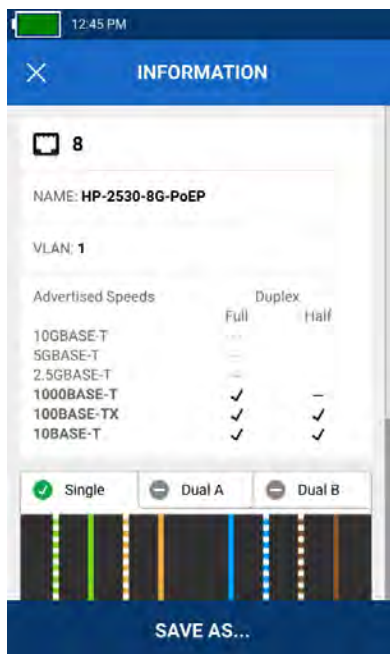 12:45 PM
INFORMATION
8
NAME: HP-2530-8G-PoEP
VLAN: 1
Advertised Speeds Duplex
Full Half
10GBASE-T
5GBASE-T
2.5GBASE-T
1000BASE-T ✓ –
100BASE-TX ✓ ✓
10BASE-T ✓ ✓
Single Dual A Dual B
SAVE AS...